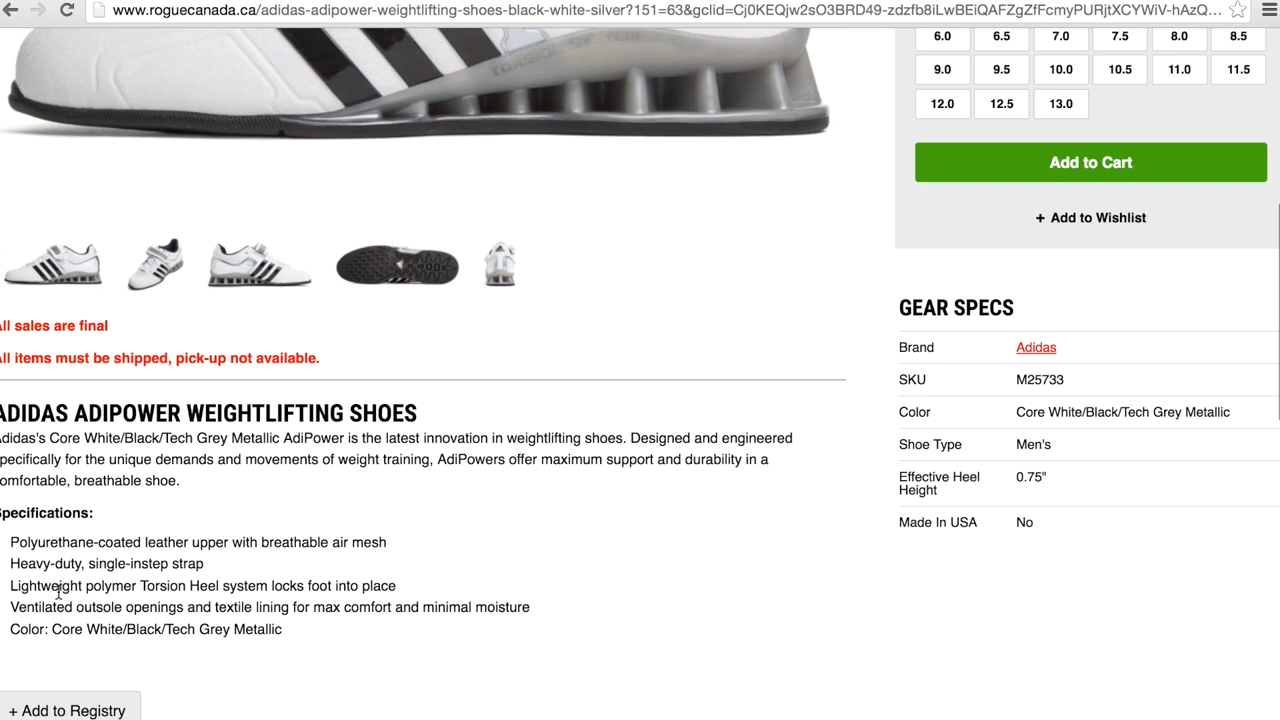 www.roguecanada.ca/adidas-adipower-weightlifting-shoes-black-white-silver?151=63&gclid=Cj0KEQjw2sO3BRD49-zdzfb8iLwBEiQAFZgZfFcmyPURjtXCYWiV-hAzQ...
TORSION SYSTEM
6.0 6.5 7.0 7.5 8.0 8.5
9.0 9.5 10.0 10.5 11.0 11.5
12.0 12.5 13.0
Add to Cart
+ Add to Wishlist
ll sales are final
ll items must be shipped, pick-up not available.
ADIDAS ADIPOWER WEIGHTLIFTING SHOES
Adidas's Core White/Black/Tech Grey Metallic AdiPower is the latest innovation in weightlifting shoes. Designed and engineered
pecifically for the unique demands and movements of weight training, AdiPowers offer maximum support and durability in a
omfortable, breathable shoe.
Specifications:
Polyurethane-coated leather upper with breathable air mesh
Heavy-duty, single-instep strap
Lightweight polymer Torsion Heel system locks foot into place
Ventilated outsole openings and textile lining for max comfort and minimal moisture
Color: Core White/Black/Tech Grey Metallic
+ Add to Registry
GEAR SPECS
Brand Adidas
SKU M25733
Color Core White/Black/Tech Grey Metallic
Shoe Type Men's
Effective Heel 0.75"
Height
Made In USA No